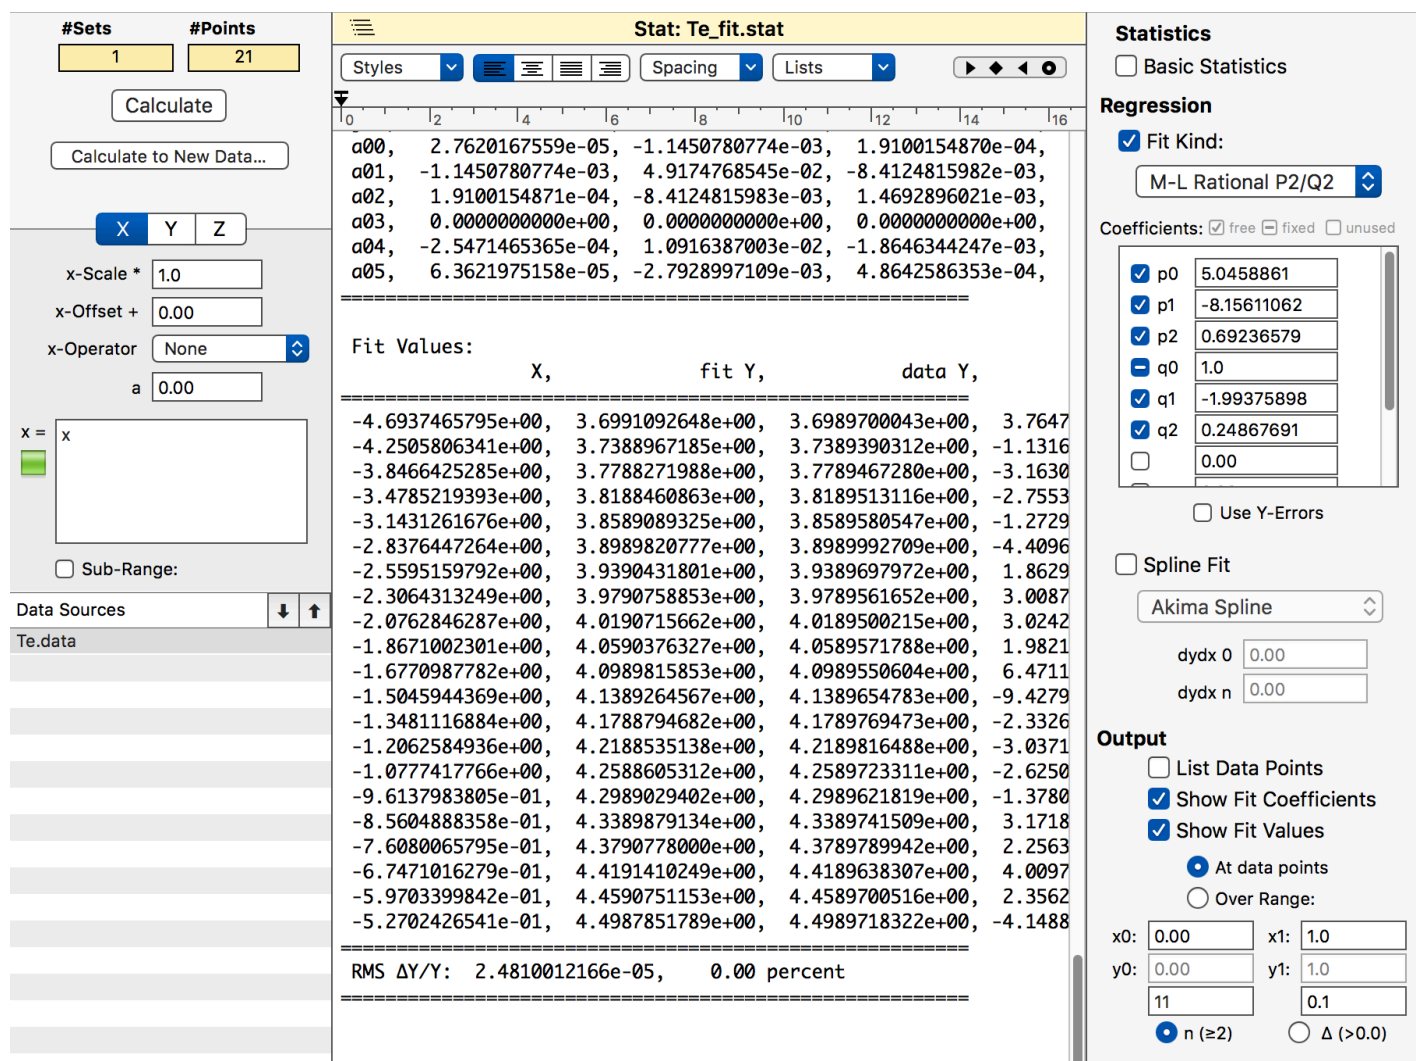 #Sets #Points
1 21
Calculate
Calculate to New Data...
X Y Z
x-Scale * 1.0
x-Offset + 0.00
x-Operator None
a 0.00
x = x
Sub-Range:
Data Sources
Te.data
Stat: Te_fit.stat
Styles Spacing Lists
0 2 4 6 8 10 12 14 16
a00, 2.7620167559e-05, -1.1450780774e-03, 1.9100154870e-04,
a01, -1.1450780774e-03, 4.9174768545e-02, -8.4124815982e-03,
a02, 1.9100154871e-04, -8.4124815983e-03, 1.4692896021e-03,
a03, 0.0000000000e+00, 0.0000000000e+00, 0.0000000000e+00,
a04, -2.5471465365e-04, 1.0916387003e-02, -1.8646344247e-03,
a05, 6.3621975158e-05, -2.7928997109e-03, 4.8642586353e-04,
Fit Values:
X, fit Y, data Y,
-4.6937465795e+00, 3.6991092648e+00, 3.6989700043e+00, 3.7647
-4.2505806341e+00, 3.7388967185e+00, 3.7389390312e+00, -1.1316
-3.8466425285e+00, 3.7788271988e+00, 3.7789467280e+00, -3.1630
-3.4785219393e+00, 3.8188460863e+00, 3.8189513116e+00, -2.7553
-3.1431261676e+00, 3.8589089325e+00, 3.8589580547e+00, -1.2729
-2.8376447264e+00, 3.8989820777e+00, 3.8989992709e+00, -4.4096
-2.5595159792e+00, 3.9390431801e+00, 3.9389697972e+00, 1.8629
-2.3064313249e+00, 3.9790758853e+00, 3.9789561652e+00, 3.0087
-2.0762846287e+00, 4.0190715662e+00, 4.0189500215e+00, 3.0242
-1.8671002301e+00, 4.0590376327e+00, 4.0589571788e+00, 1.9821
-1.6770987782e+00, 4.0989815853e+00, 4.0989550604e+00, 6.4711
-1.5045944369e+00, 4.1389264567e+00, 4.1389654783e+00, -9.4279
-1.3481116884e+00, 4.1788794682e+00, 4.1789769473e+00, -2.3326
-1.2062584936e+00, 4.2188535138e+00, 4.2189816488e+00, -3.0371
-1.0777417766e+00, 4.2588605312e+00, 4.2589723311e+00, -2.6250
-9.6137983805e-01, 4.2989029402e+00, 4.2989621819e+00, -1.3780
-8.5604888358e-01, 4.3389879134e+00, 4.3389741509e+00, 3.1718
-7.6080065795e-01, 4.3790778000e+00, 4.3789789942e+00, 2.2563
-6.7471016279e-01, 4.4191410249e+00, 4.4189638307e+00, 4.0097
-5.9703399842e-01, 4.4590751153e+00, 4.4589700516e+00, 2.3562
-5.2702426541e-01, 4.4987851789e+00, 4.4989718322e+00, -4.1488
RMS ΔY/Y: 2.4810012166e-05, 0.00 percent
Statistics
Basic Statistics
Regression
Fit Kind:
M-L Rational P2/Q2
Coefficients: free fixed unused
p0 5.0458861
p1 -8.15611062
p2 0.69236579
q0 1.0
q1 -1.99375898
q2 0.24867691
0.00
Use Y-Errors
Spline Fit
Akima Spline
dydx 0 0.00
dydx n 0.00
Output
List Data Points
Show Fit Coefficients
Show Fit Values
At data points
Over Range:
x0: 0.00 x1: 1.0
y0: 0.00 y1: 1.0
11 0.1
n (≥2) Δ (>0.0)